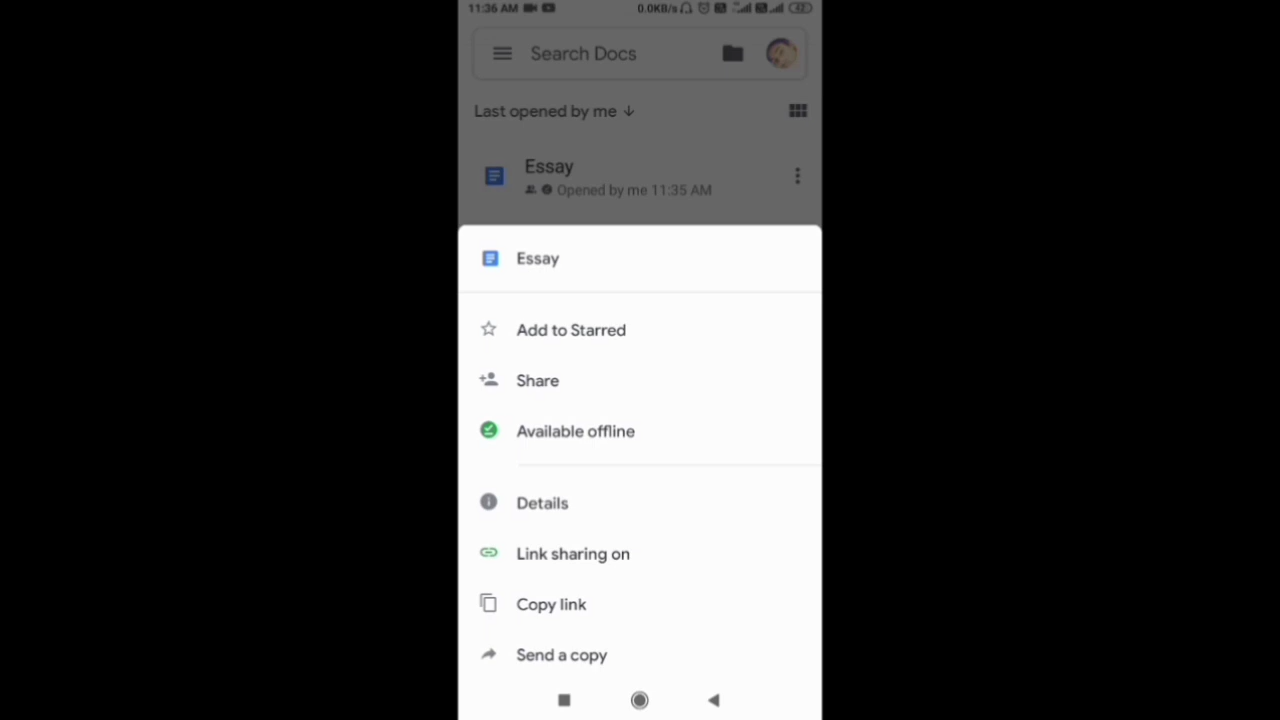 11:36 AM 0.0KB/s 42
Search Docs
Last opened by me ↓
Essay
Opened by me 11:35 AM
Essay
Add to Starred
Share
Available offline
Details
Link sharing on
Copy link
Send a copy